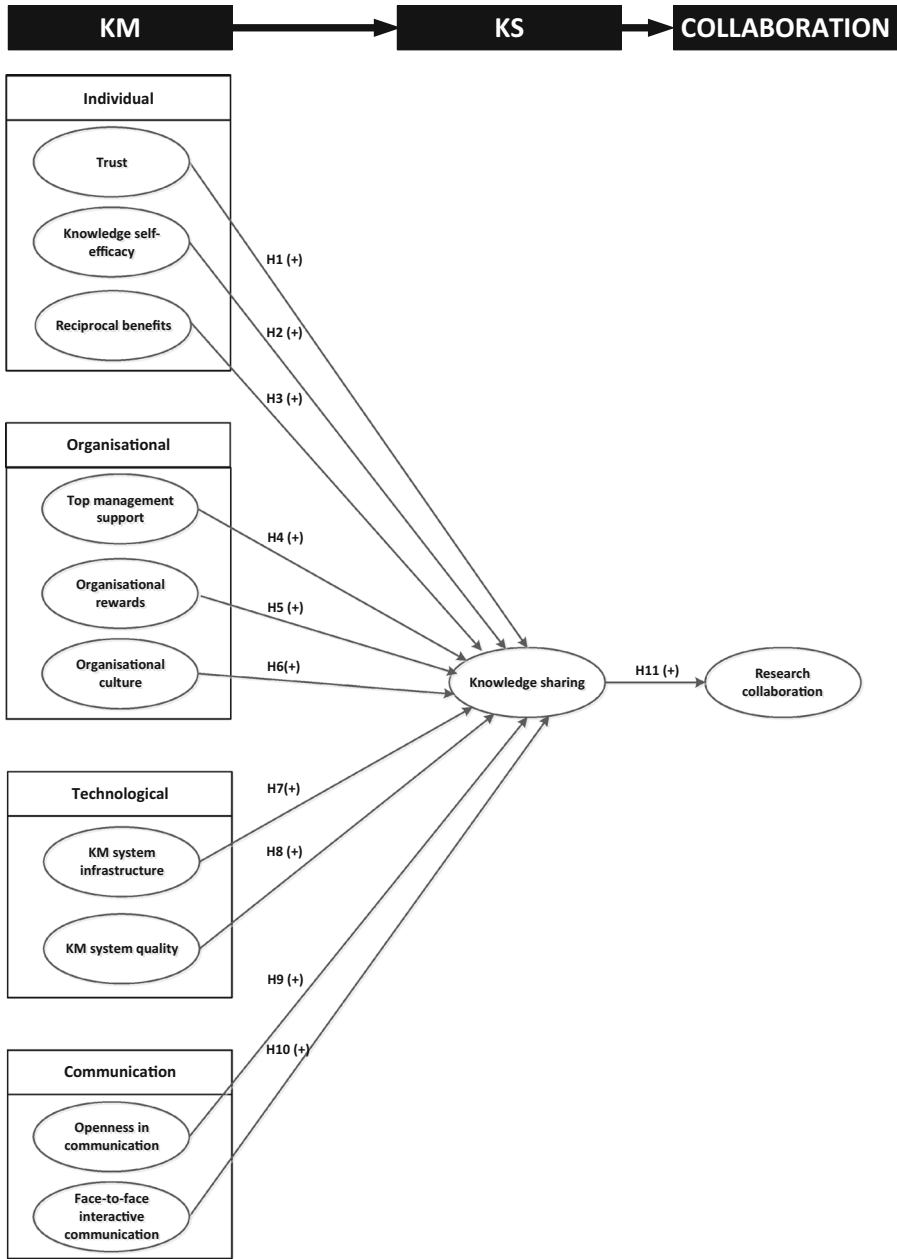 KM
KS
COLLABORATION
Individual
Trust
Knowledge self-
efficacy
Reciprocal benefits
H1 (+)
H2 (+)
H3 (+)
Organisational
Top management
support
Organisational
rewards
Organisational
culture
H4 (+)
H5 (+)
H6(+)
Knowledge sharing
H11 (+)
Research
collaboration
Technological
KM system
infrastructure
KM system quality
H7(+)
H8 (+)
H9 (+)
H10 (+)
Communication
Openness in
communication
Face-to-face
interactive
communication